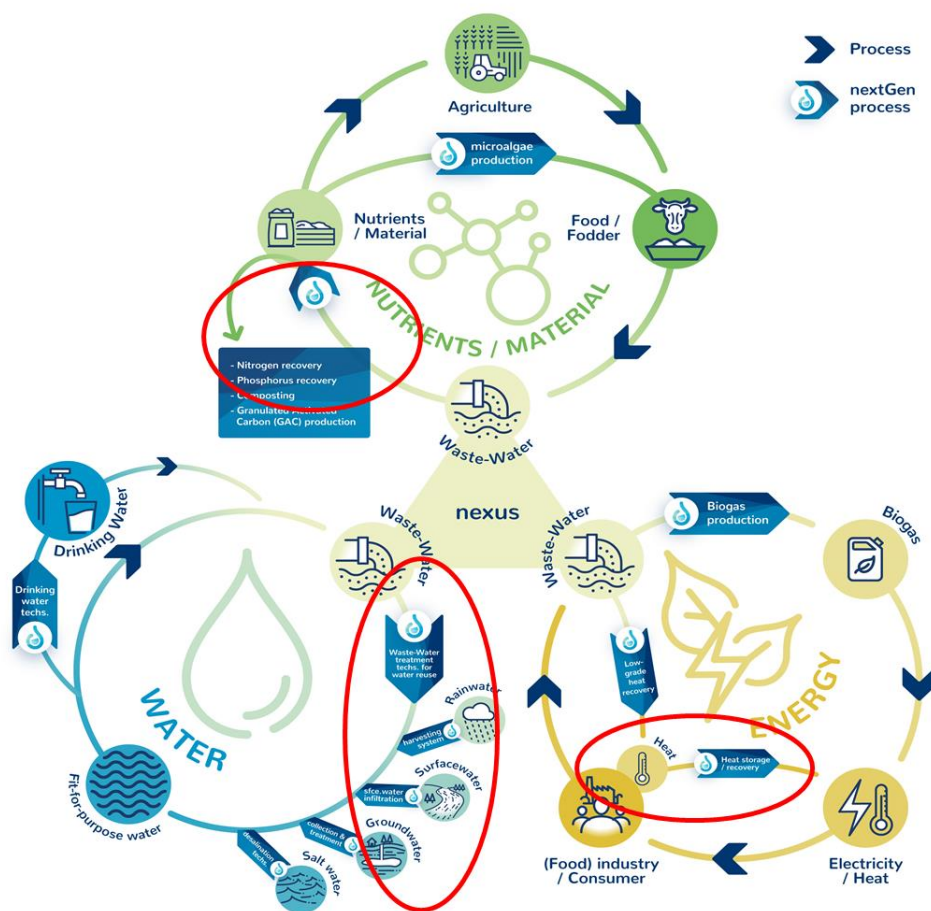 Process
nextGen
process
Agriculture
microalgae
production
Nutrients
/ Material
Food /
Fodder
NUTRIENTS / MATERIAL
- Nitrogen recovery
- Phosphorus recovery
- Composting
- Granulated Activated
Carbon (GAC) production
Waste-Water
nexus
Drinking Water
Drinking
water
techs.
Waste-Water
Waste-Water
treatment
techs. for
water reuse
WATER
Rainwater
harvesting
system
Surfacewater
sfce.water
infiltration
Groundwater
collection &
treatment
Salt water
desalination
techs.
Fit-for-purpose water
Waste-Water
Biogas
production
Biogas
Low-
grade heat
recovery
ENERGY
Heat
Heat storage
/ recovery
(Food) industry
/ Consumer
Electricity
/ Heat